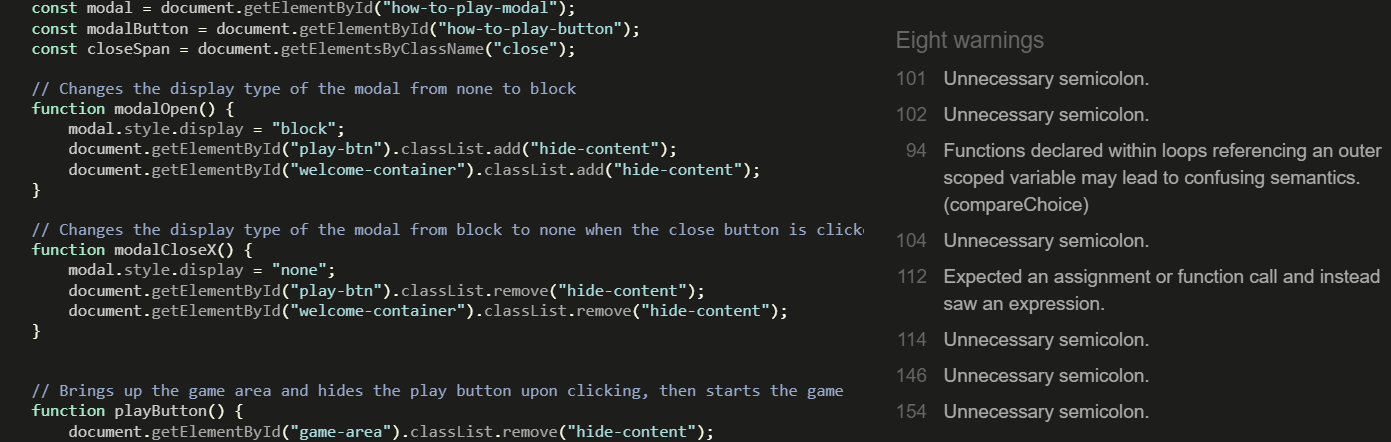 const modal = document.getElementById("how-to-play-modal");
const modalButton = document.getElementById("how-to-play-button");
const closeSpan = document.getElementsByClassName("close");
// Changes the display type of the modal from none to block
function modalOpen() {
modal.style.display = "block";
document.getElementById("play-btn").classList.add("hide-content");
document.getElementById("welcome-container").classList.add("hide-content");
}
// Changes the display type of the modal from block to none when the close button is
function modalCloseX() {
modal.style.display = "none";
document.getElementById("play-btn").classList.remove("hide-content");
document.getElementById("welcome-container").classList.remove("hide-content");
}
// Brings up the game area and hides the play button upon clicking, then starts the game
function playButton() {
document.getElementById("game-area").classList.remove("hide-content");
Eight warnings
101 Unnecessary semicolon.
102 Unnecessary semicolon.
94 Functions declared within loops referencing an outer
scoped variable may lead to confusing semantics.
(compareChoice)
104 Unnecessary semicolon.
112 Expected an assignment or function call and instead
saw an expression.
114 Unnecessary semicolon.
146 Unnecessary semicolon.
154 Unnecessary semicolon.